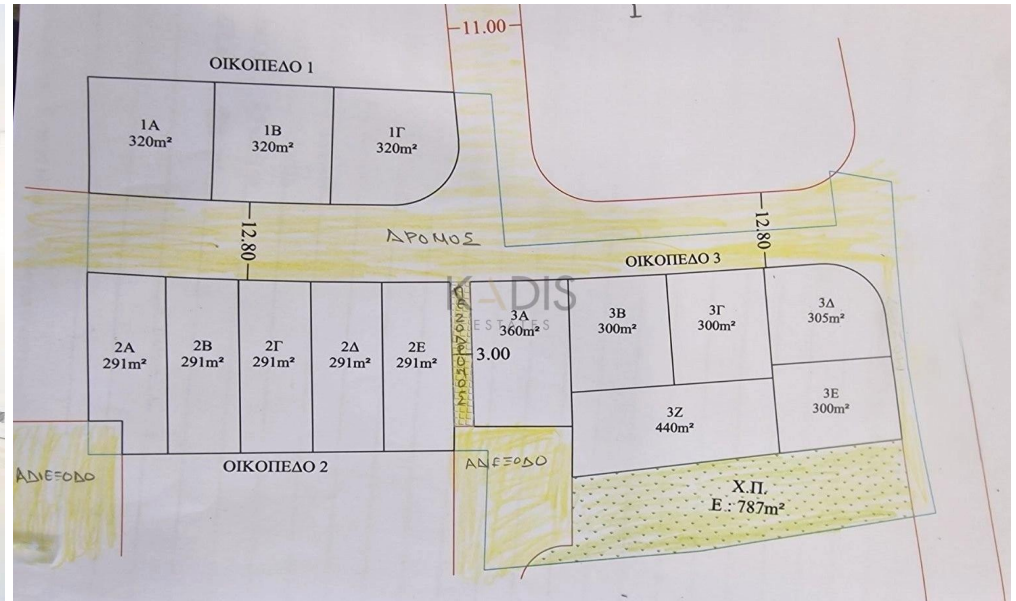 1
11.00
ΟΙΚΟΠΕΔΟ 1
1Α
320m²
1Β
320m²
1Γ
320m²
12.80
ΔΡΟΜΟΣ
12.80
ΟΙΚΟΠΕΔΟ 3
KADIS
ESTATES
2Α
291m²
2Β
291m²
2Γ
291m²
2Δ
291m²
2Ε
291m²
3.00
3Α
360m²
3Β
300m²
3Γ
300m²
3Δ
305m²
3Ε
300m²
3Ζ
440m²
ΑΔΙΕΞΟΔΟ
ΟΙΚΟΠΕΔΟ 2
ΑΔΙΕΞΟΔΟ
Χ.Π.
Ε.: 787m²